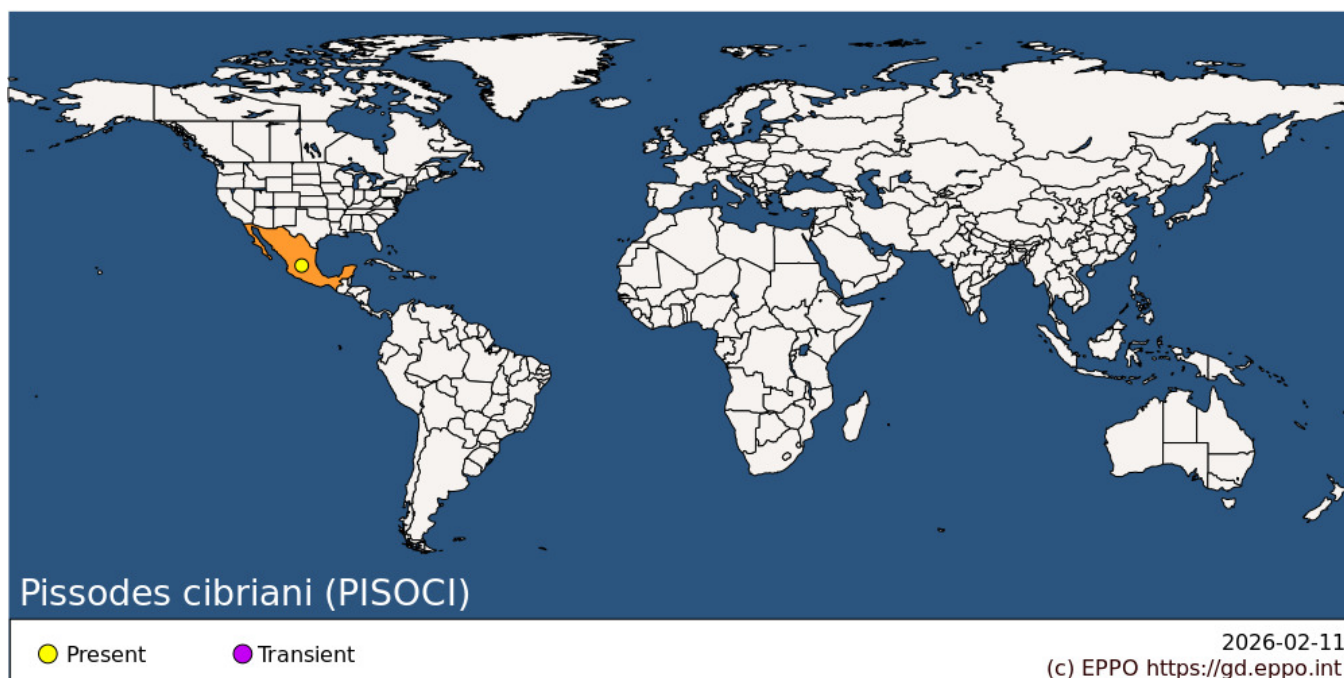 Pissodes cibriani (PISOCI)
Present
Transient
2026-02-11
(c) EPPO https://gd.eppo.int